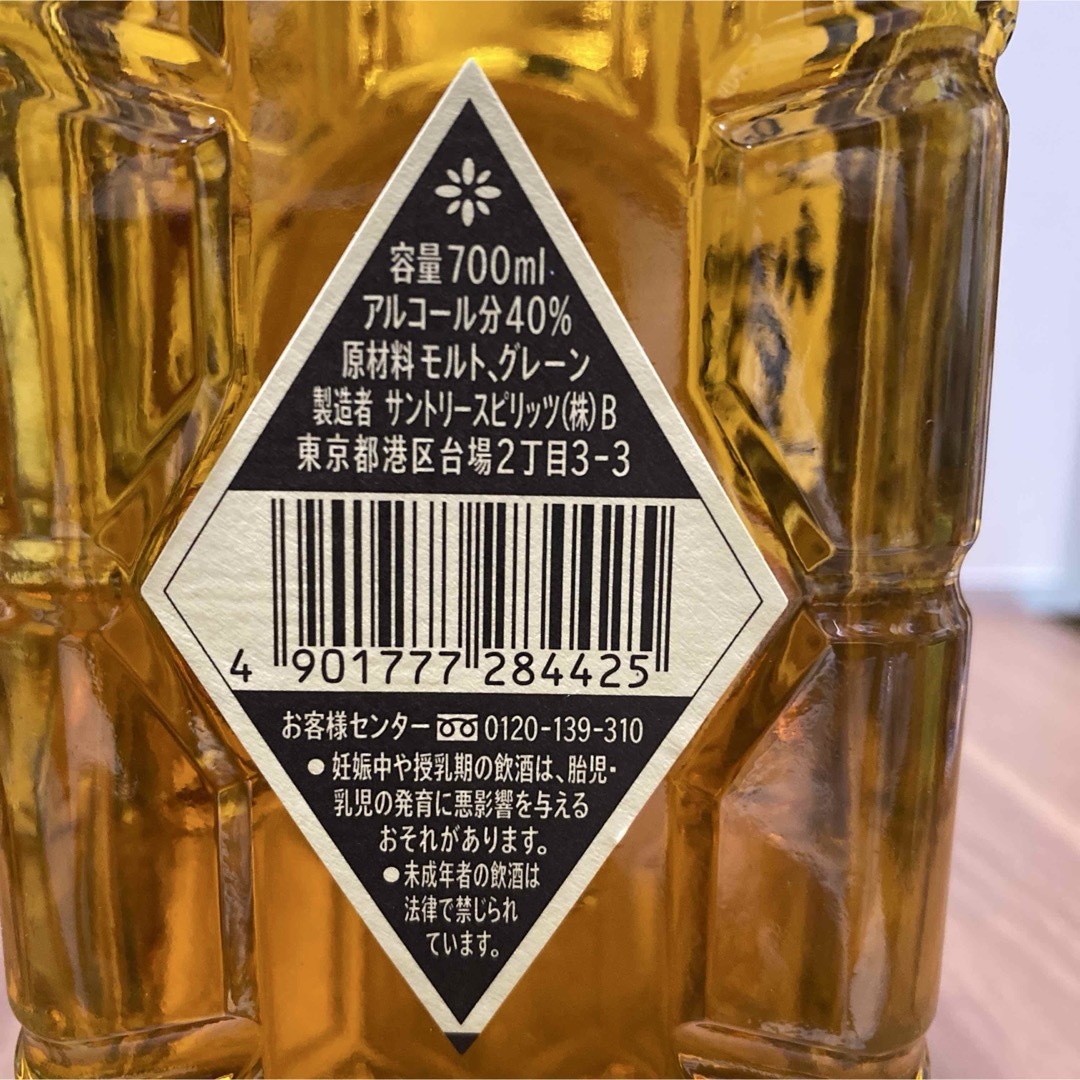 容量700ml
アルコール分40%
原材料 モルト、グレーン
製造者 サントリースピリッツ(株)B
東京都港区台場2丁目3-3
4 901777 284425
お客様センター 0120-139-310
●妊娠中や授乳期の飲酒は、胎児・
乳児の発育に悪影響を与える
おそれがあります。
●未成年者の飲酒は
法律で禁じられ
ています。